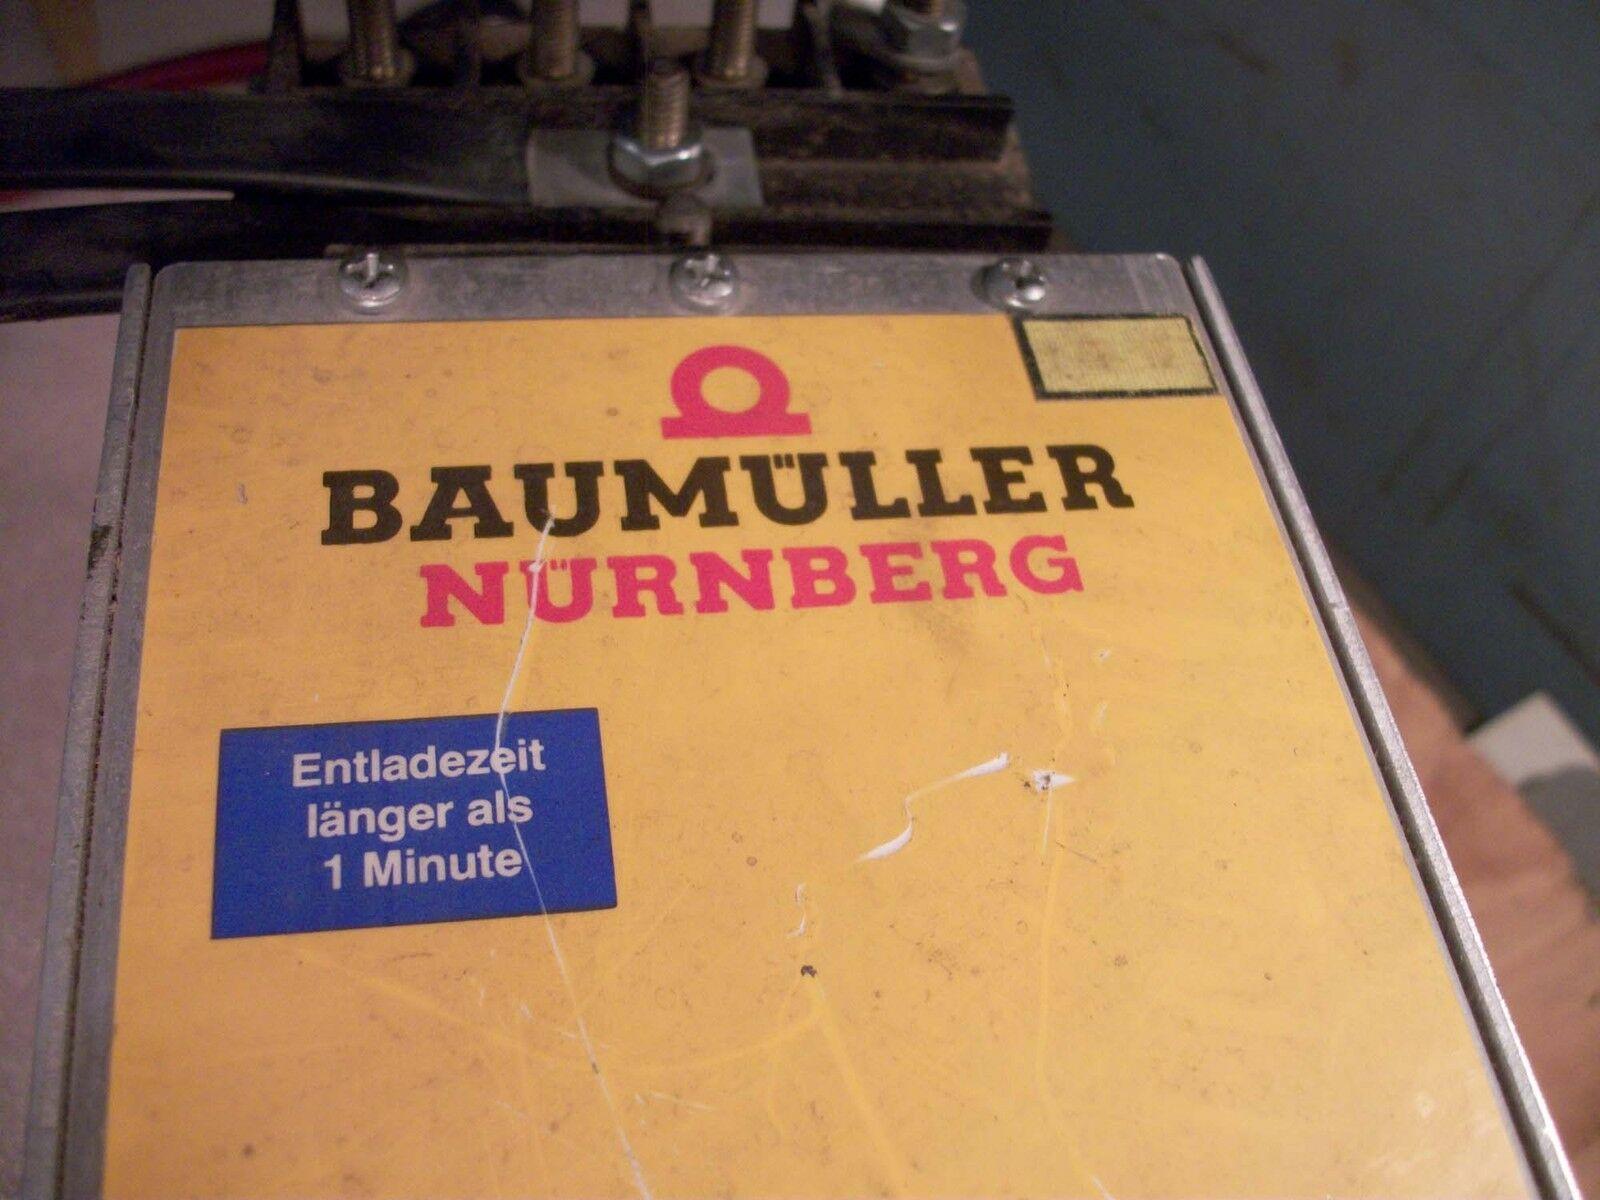 BAUMÜLLER
NÜRNBERG
Entladezeit
länger als
1 Minute